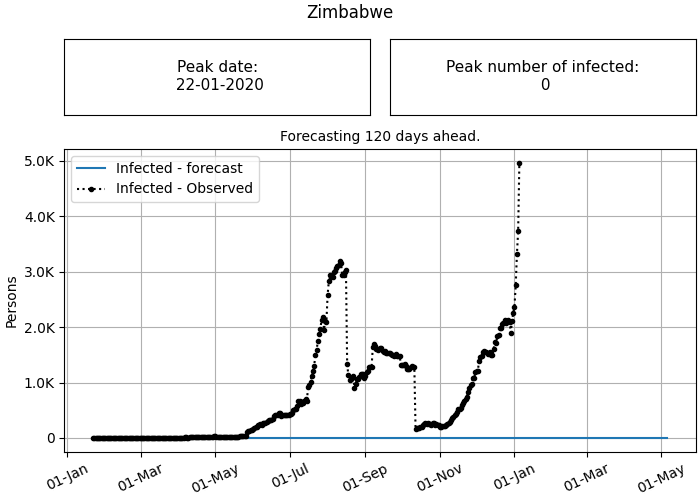 Zimbabwe
Peak date:
22-01-2020
Peak number of infected:
0
Forecasting 120 days ahead.
Infected - forecast
Infected - Observed
5.0K
4.0K
3.0K
2.0K
1.0K
0
Persons
01-Jan
01-Mar
01-May
01-Jul
01-Sep
01-Nov
01-Jan
01-Mar
01-May